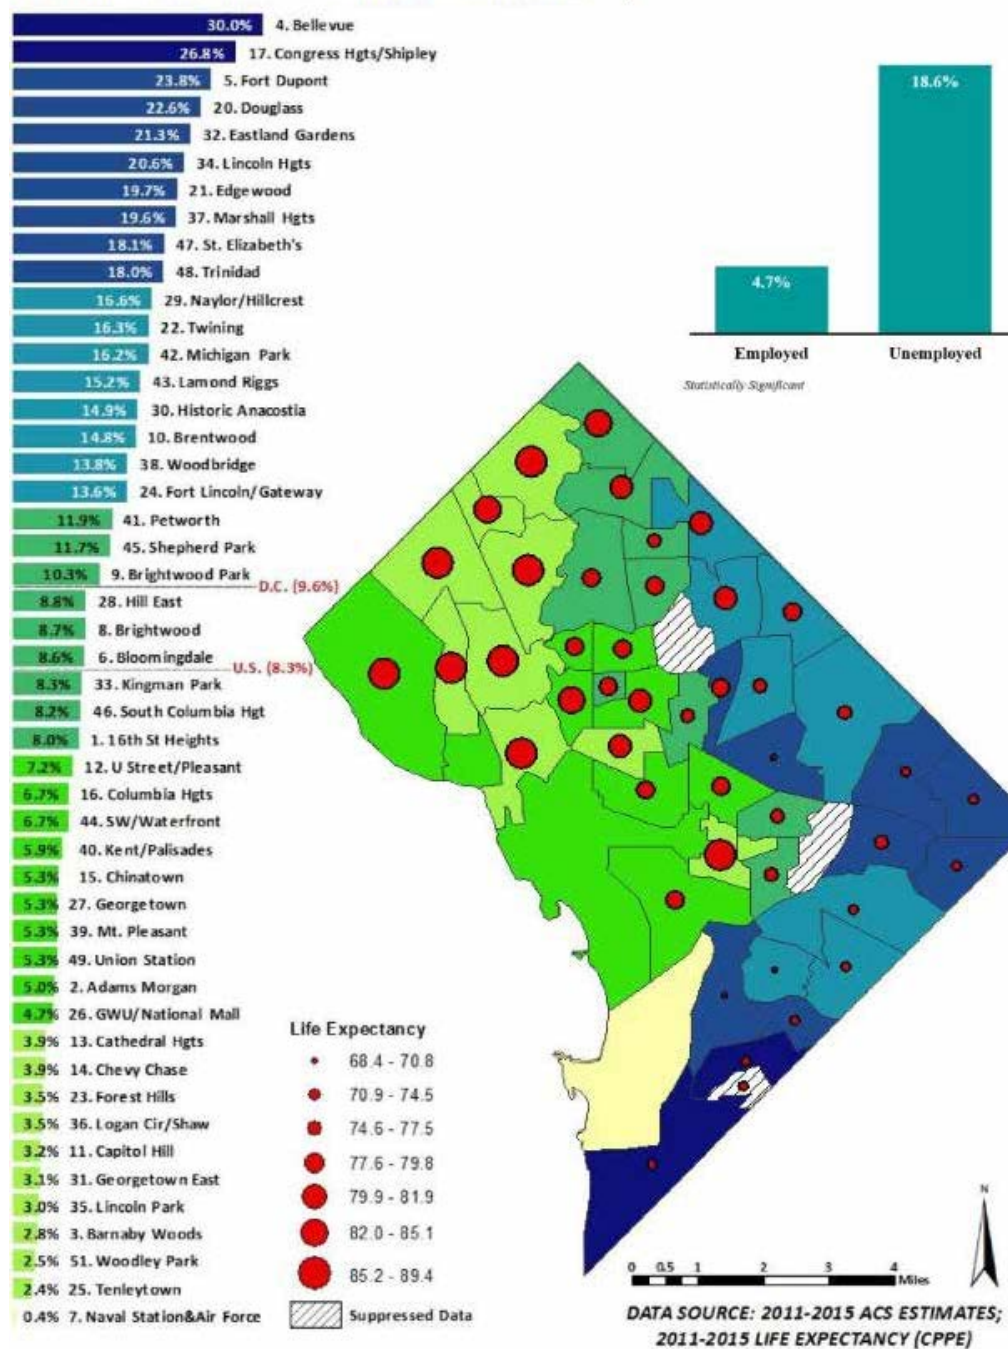 30.0% 4. Bellevue
26.8% 17. Congress Hgts/Shipley
23.8% 5. Fort Dupont
22.6% 20. Douglass
21.3% 32. Eastland Gardens
20.6% 34. Lincoln Hgts
19.7% 21. Edgewood
19.6% 37. Marshall Hgts
18.1% 47. St. Elizabeth's
18.0% 48. Trinidad
16.6% 29. Naylor/Hillcrest
16.3% 22. Twining
16.2% 42. Michigan Park
15.2% 43. Lamond Riggs
14.9% 30. Historic Anacostia
14.8% 10. Brentwood
13.8% 38. Woodbridge
13.6% 24. Fort Lincoln/Gateway
11.9% 41. Petworth
11.7% 45. Shepherd Park
10.3% 9. Brightwood Park
D.C. (9.6%)
8.8% 28. Hill East
8.7% 8. Brightwood
8.6% 6. Bloomingdale
U.S. (8.3%)
8.3% 33. Kingman Park
8.2% 46. South Columbia Hgt
8.0% 1. 16th St Heights
7.2% 12. U Street/Pleasant
6.7% 16. Columbia Hgts
6.7% 44. SW/Waterfront
5.9% 40. Kent/Palisades
5.3% 15. Chinatown
5.3% 27. Georgetown
5.3% 39. Mt. Pleasant
5.3% 49. Union Station
5.0% 2. Adams Morgan
4.7% 26. GWU/National Mall
3.9% 13. Cathedral Hgts
3.9% 14. Chevy Chase
3.5% 23. Forest Hills
3.5% 36. Logan Cir/Shaw
3.2% 11. Capitol Hill
3.1% 31. Georgetown East
3.0% 35. Lincoln Park
2.8% 3. Barnaby Woods
2.5% 51. Woodley Park
2.4% 25. Tenleytown
0.4% 7. Naval Station&Air Force
18.6%
4.7%
Employed Unemployed
Statistically Significant
Life Expectancy
68.4 - 70.8
70.9 - 74.5
74.6 - 77.5
77.6 - 79.8
79.9 - 81.9
82.0 - 85.1
85.2 - 89.4
Suppressed Data
N
0 0.5 1 2 3 4
Miles
DATA SOURCE: 2011-2015 ACS ESTIMATES;
2011-2015 LIFE EXPECTANCY (CPPE)